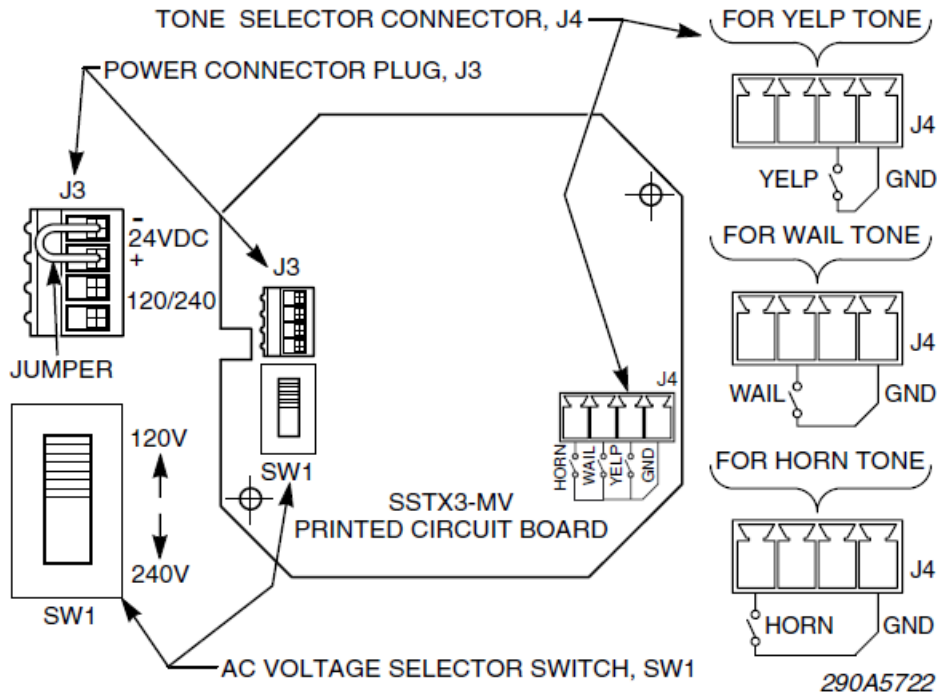 TONE SELECTOR CONNECTOR, J4
POWER CONNECTOR PLUG, J3
J3
-
24VDC
+
120/240
JUMPER
120V
240V
SW1
J3
SW1
J4
HORN
WAIL
YELP
GND
SSTX3-MV
PRINTED CIRCUIT BOARD
AC VOLTAGE SELECTOR SWITCH, SW1
FOR YELP TONE
J4
YELP
GND
FOR WAIL TONE
J4
WAIL
GND
FOR HORN TONE
J4
HORN
GND
290A5722